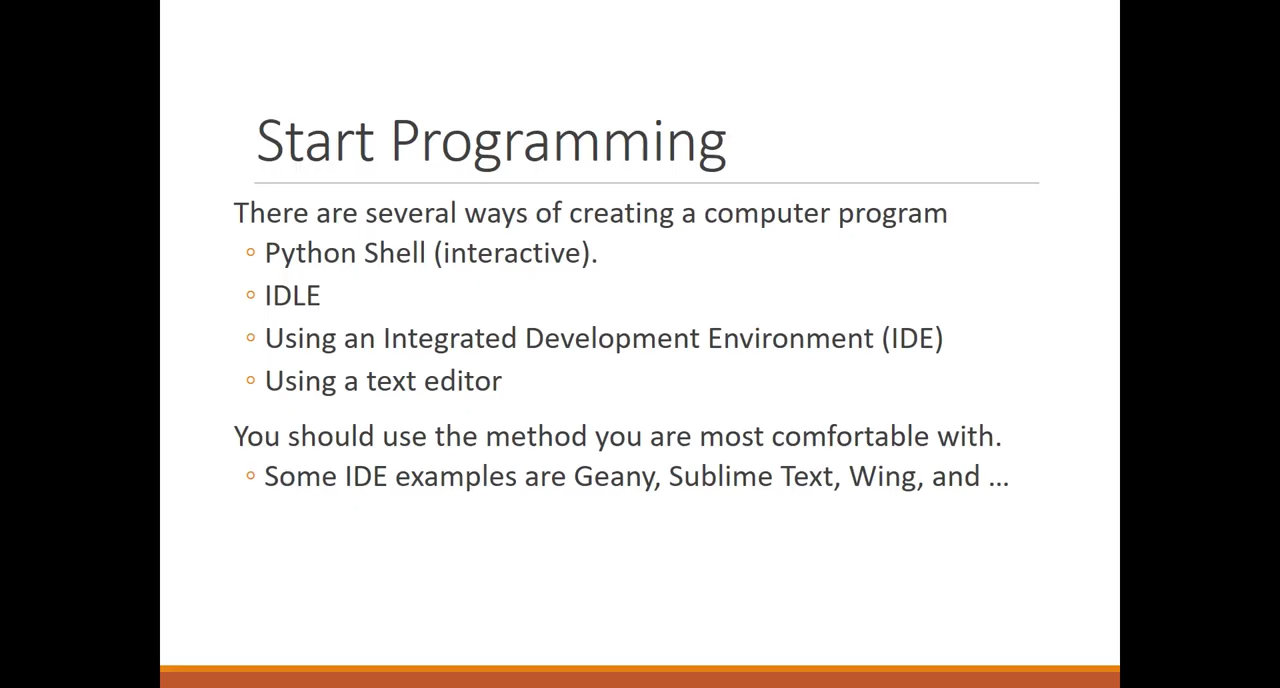 Start Programming
There are several ways of creating a computer program
◦ Python Shell (interactive).
◦ IDLE
◦ Using an Integrated Development Environment (IDE)
◦ Using a text editor
You should use the method you are most comfortable with.
◦ Some IDE examples are Geany, Sublime Text, Wing, and …